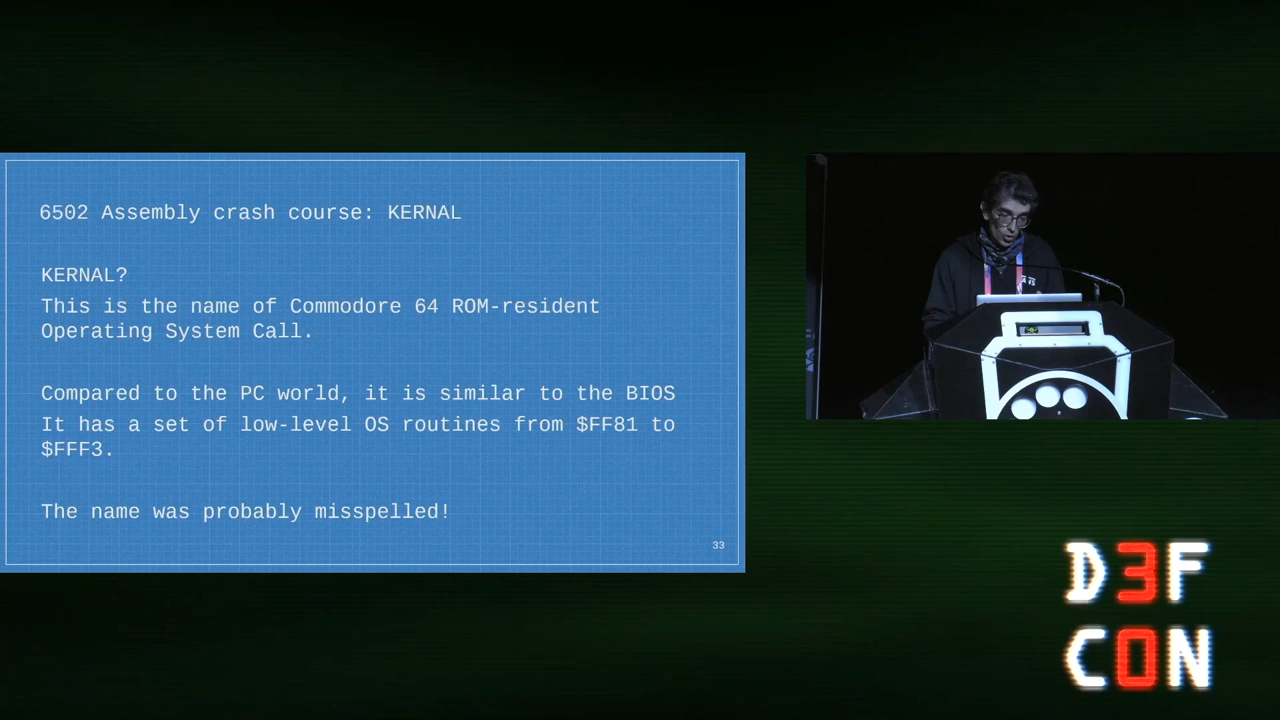 6502 Assembly crash course: KERNAL
KERNAL?
This is the name of Commodore 64 ROM-resident
Operating System Call.
Compared to the PC world, it is similar to the BIOS
It has a set of low-level OS routines from $FF81 to
$FFF3.
The name was probably misspelled!
33
D3F
C0N